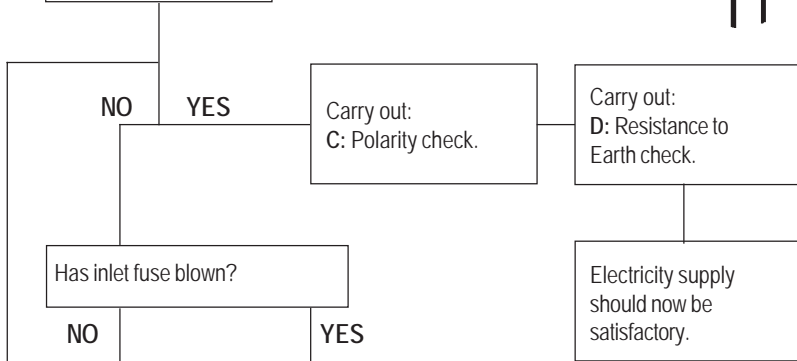 NO YES
Carry out:
C: Polarity check.
Carry out:
D: Resistance to
Earth check.
Has inlet fuse blown?
NO YES
Electricity supply
should now be
satisfactory.